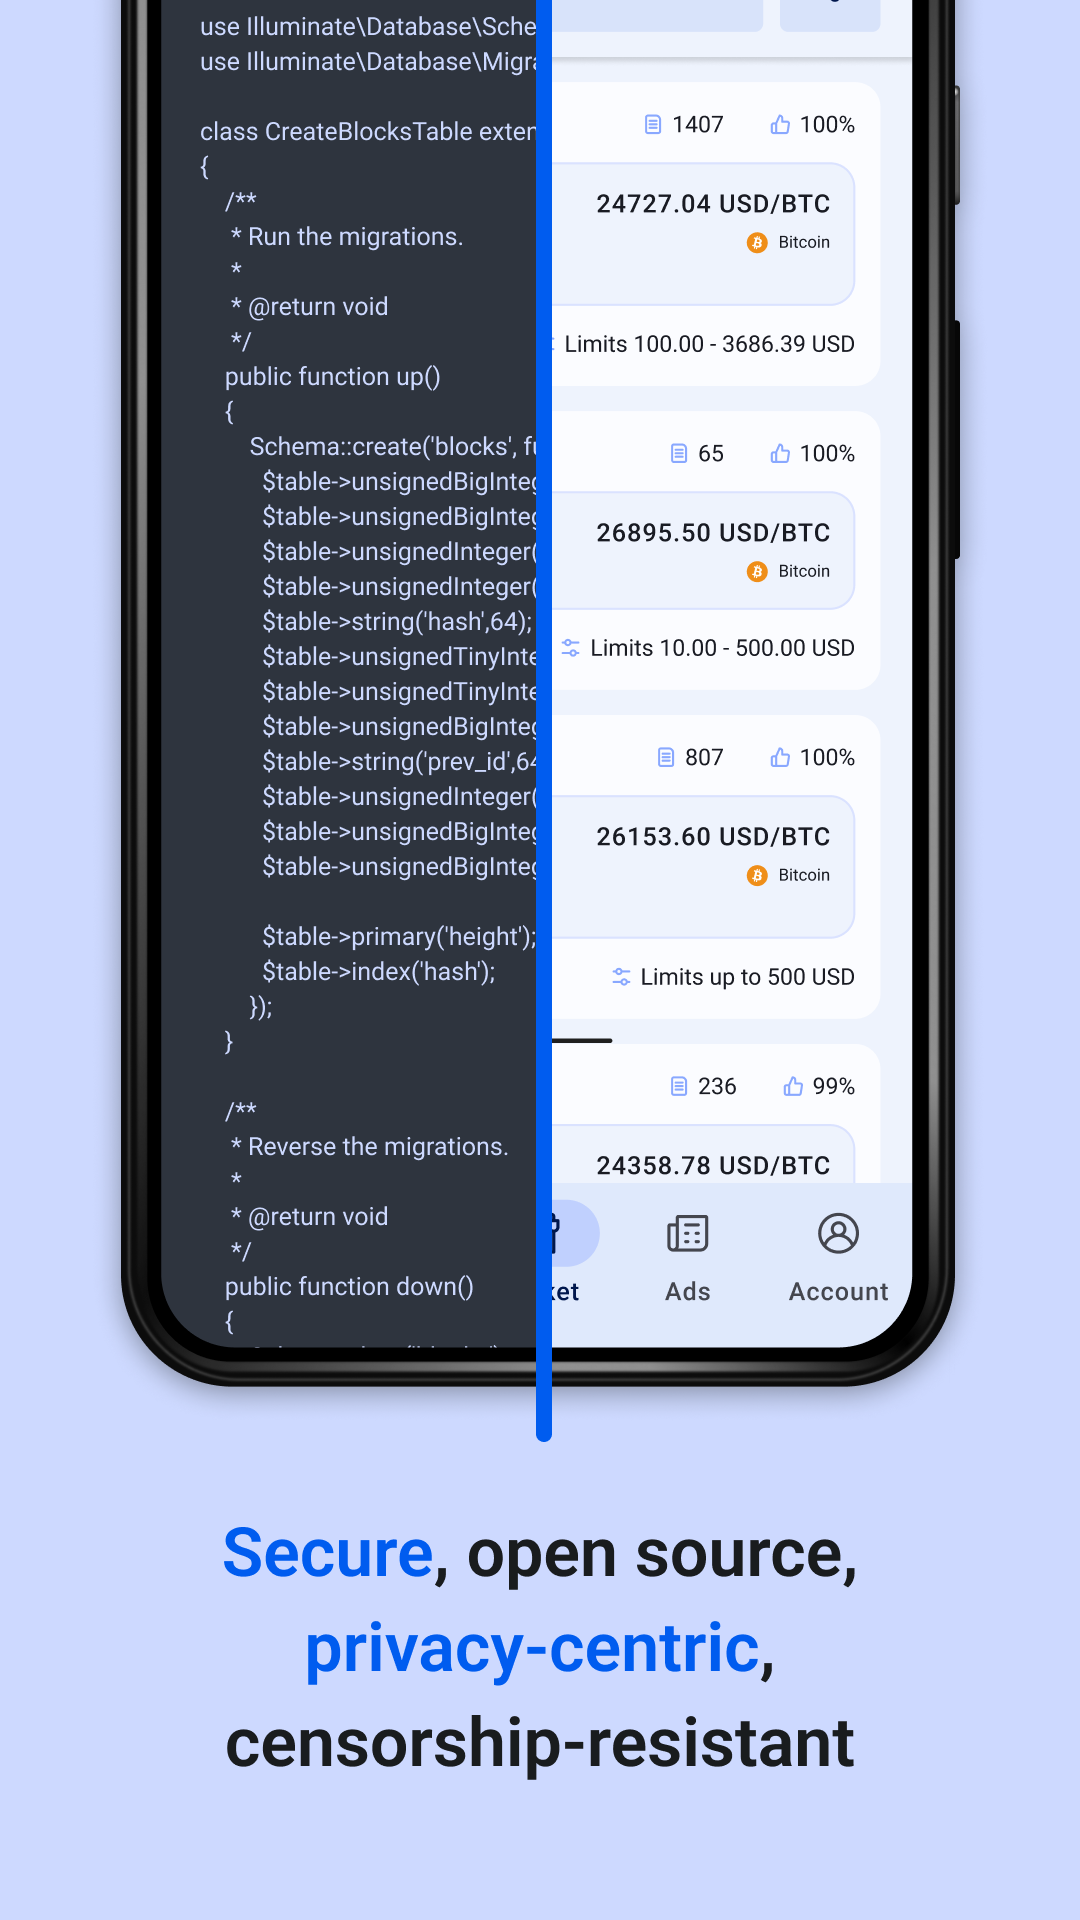 use Illuminate\Database\Sche
use Illuminate\Database\Migra
class CreateBlocksTable exten
{
/**
* Run the migrations.
*
* @return void
*/
public function up()
{
Schema::create('blocks', fu
$table->unsignedBigInteg
$table->unsignedBigInteg
$table->unsignedInteger(
$table->unsignedInteger(
$table->string('hash',64);
$table->unsignedTinyInte
$table->unsignedTinyInte
$table->unsignedBigInteg
$table->string('prev_id',64
$table->unsignedInteger(
$table->unsignedBigInteg
$table->unsignedBigInteg
$table->primary('height');
$table->index('hash');
});
}
/**
* Reverse the migrations.
*
* @return void
*/
public function down()
{
1407 100%
24727.04 USD/BTC
Bitcoin
Limits 100.00 - 3686.39 USD
65 100%
26895.50 USD/BTC
Bitcoin
Limits 10.00 - 500.00 USD
807 100%
26153.60 USD/BTC
Bitcoin
Limits up to 500 USD
236 99%
24358.78 USD/BTC
ket Ads Account
Secure, open source,
privacy-centric,
censorship-resistant